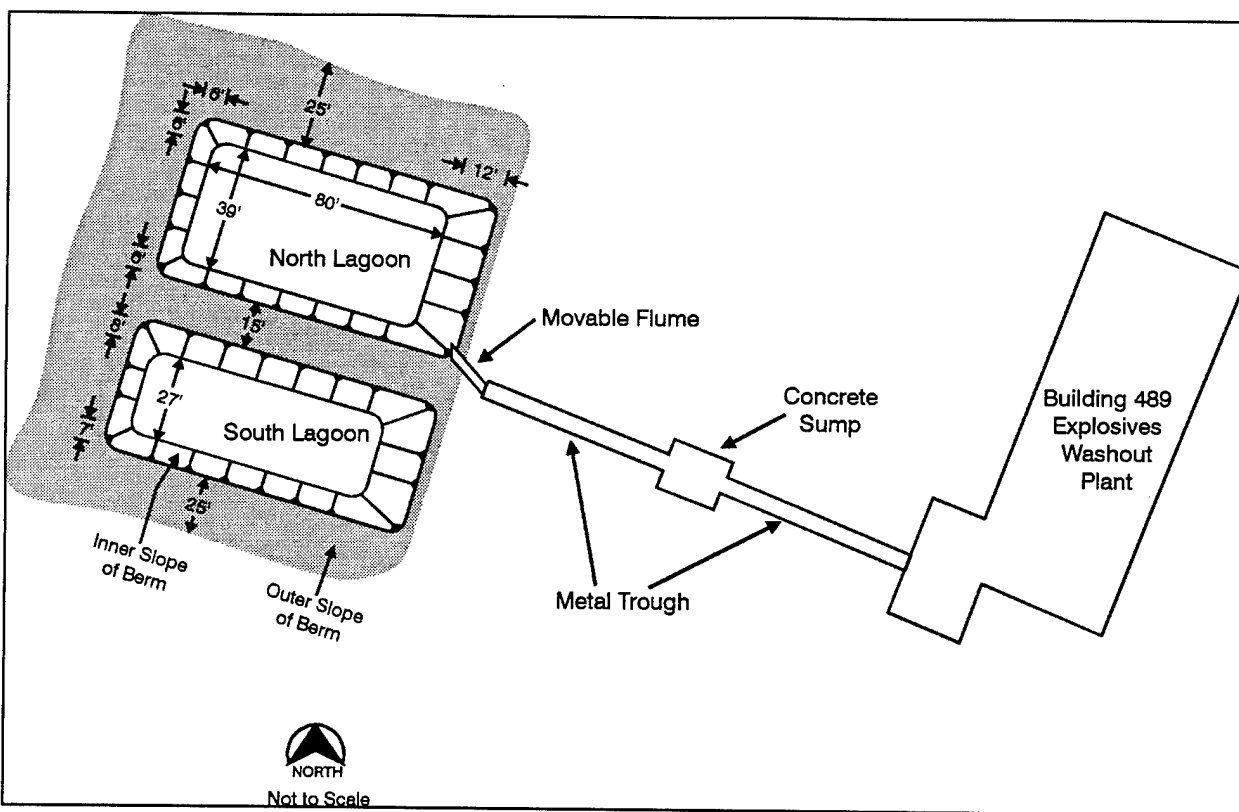 25'
6'
12'
80'
39'
North Lagoon
15'
Movable Flume
27'
South Lagoon
7'
25'
Inner Slope
of Berm
Outer Slope
of Berm
Concrete
Sump
Metal Trough
Building 489
Explosives
Washout
Plant
NORTH
Not to Scale